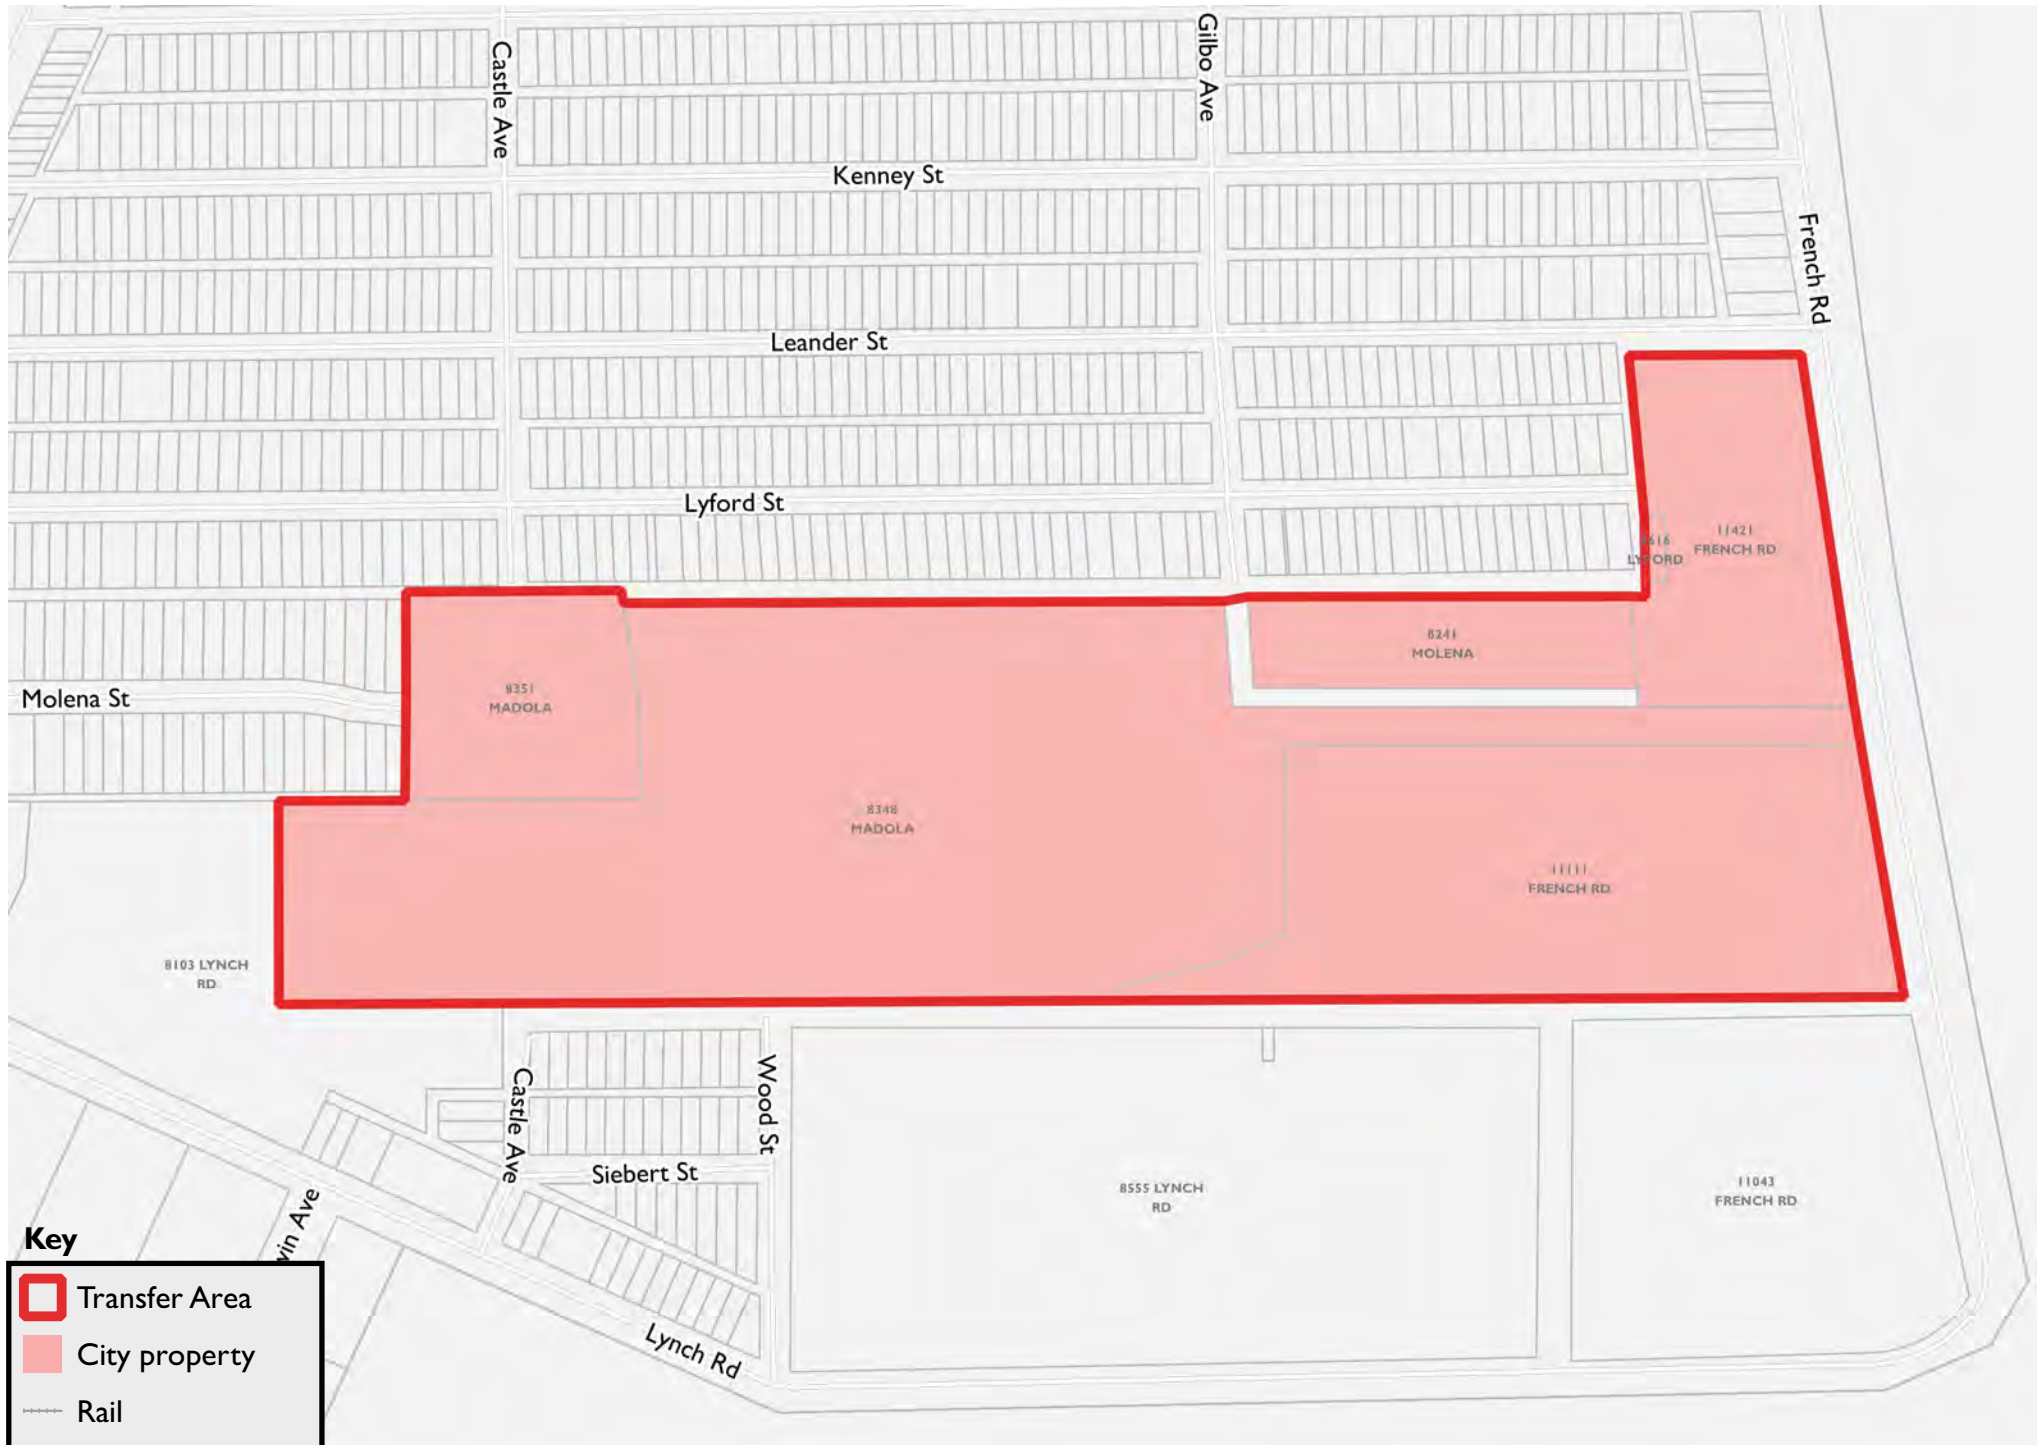 Castle Ave
Gilbo Ave
Kenney St
French Rd
Leander St
Lyford St
11421
FRENCH RD
LYFORD
8241
MOLENA
8351
MADOLA
Molena St
8348
MADOLA
11111
FRENCH RD
8103 LYNCH
RD
Castle Ave
Wood St
Siebert St
8555 LYNCH
RD
11043
FRENCH RD
Lynch Rd
Key
Transfer Area
City property
Rail